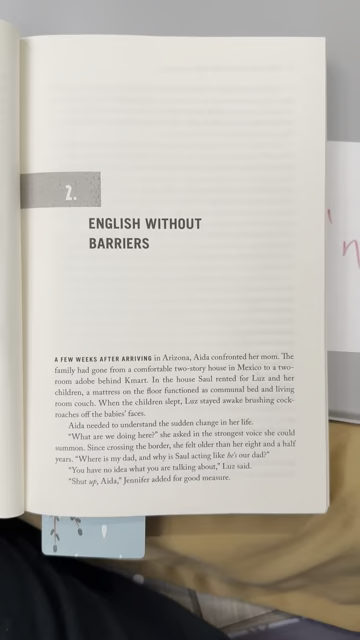 2.
ENGLISH WITHOUT
BARRIERS
A FEW WEEKS AFTER ARRIVING in Arizona, Aida confronted her mom. The
family had gone from a comfortable two-story house in Mexico to a two-
room adobe behind Kmart. In the house Saul rented for Luz and her
children, a mattress on the floor functioned as communal bed and living
room couch. When the children slept, Luz stayed awake brushing cock-
roaches off the babies' faces.
Aida needed to understand the sudden change in her life.
"What are we doing here?" she asked in the strongest voice she could
summon. Since crossing the border, she felt older than her eight and a half
years. "Where is my dad, and why is Saul acting like he's our dad?"
"You have no idea what you are talking about," Luz said.
"Shut up, Aida," Jennifer added for good measure.